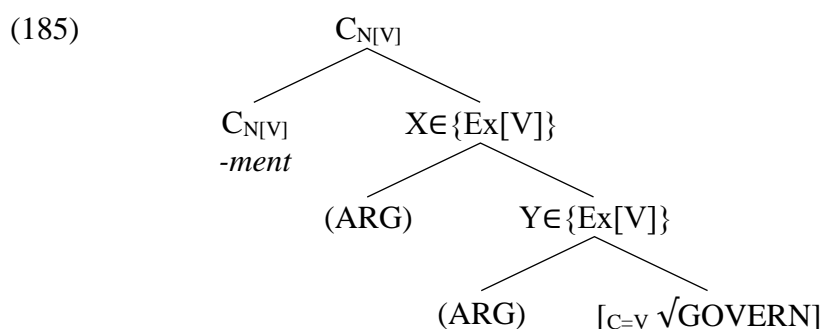 (185) C_N[V]
C_N[V] X∈{Ex[V]}
-ment
(ARG) Y∈{Ex[V]}
(ARG) [C=V √GOVERN]